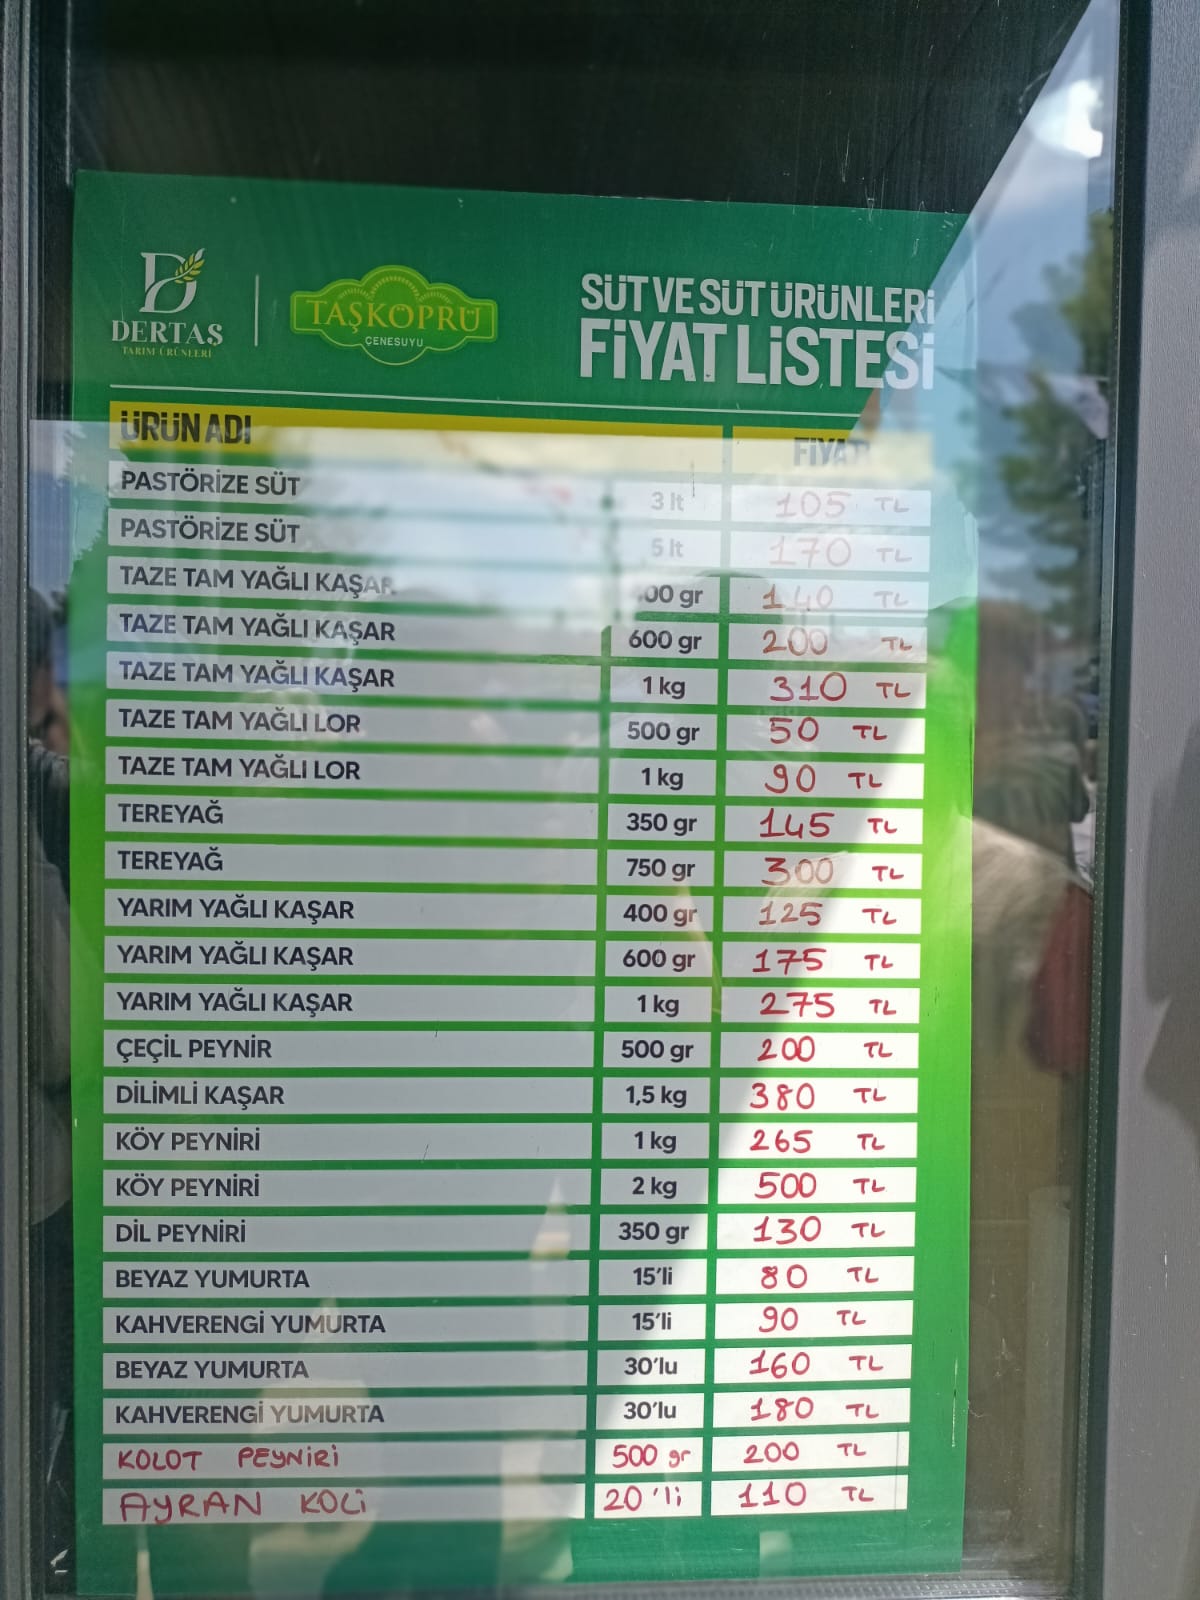 DERTAŞ
TARIM ÜRÜNLERİ
TAŞKÖPRÜ
ÇENESUYU
SÜT VE SÜT ÜRÜNLERİ
FİYAT LİSTESİ
ÜRÜN ADI FİYATI
PASTÖRİZE SÜT 3 lt 105 TL
PASTÖRİZE SÜT 5 lt 170 TL
TAZE TAM YAĞLI KAŞAR 400 gr 140 TL
TAZE TAM YAĞLI KAŞAR 600 gr 200 TL
TAZE TAM YAĞLI KAŞAR 1 kg 310 TL
TAZE TAM YAĞLI LOR 500 gr 50 TL
TAZE TAM YAĞLI LOR 1 kg 90 TL
TEREYAĞ 350 gr 145 TL
TEREYAĞ 750 gr 300 TL
YARIM YAĞLI KAŞAR 400 gr 125 TL
YARIM YAĞLI KAŞAR 600 gr 175 TL
YARIM YAĞLI KAŞAR 1 kg 275 TL
ÇEÇİL PEYNİR 500 gr 200 TL
DİLİMLİ KAŞAR 1,5 kg 380 TL
KÖY PEYNİRİ 1 kg 265 TL
KÖY PEYNİRİ 2 kg 500 TL
DİL PEYNİRİ 350 gr 130 TL
BEYAZ YUMURTA 15'li 80 TL
KAHVERENGİ YUMURTA 15'li 90 TL
BEYAZ YUMURTA 30'lu 160 TL
KAHVERENGİ YUMURTA 30'lu 180 TL
KOLOT PEYNİRİ 500 gr 200 TL
AYRAN KOLİ 20'li 110 TL